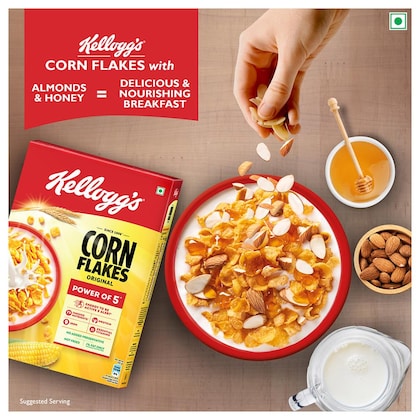 Kellogg's
CORN FLAKES with
ALMONDS & HONEY = DELICIOUS & NOURISHING BREAKFAST
Kellogg's
SINCE 1906
CORN
FLAKES
ORIGINAL
POWER OF 5
Suggested Serving